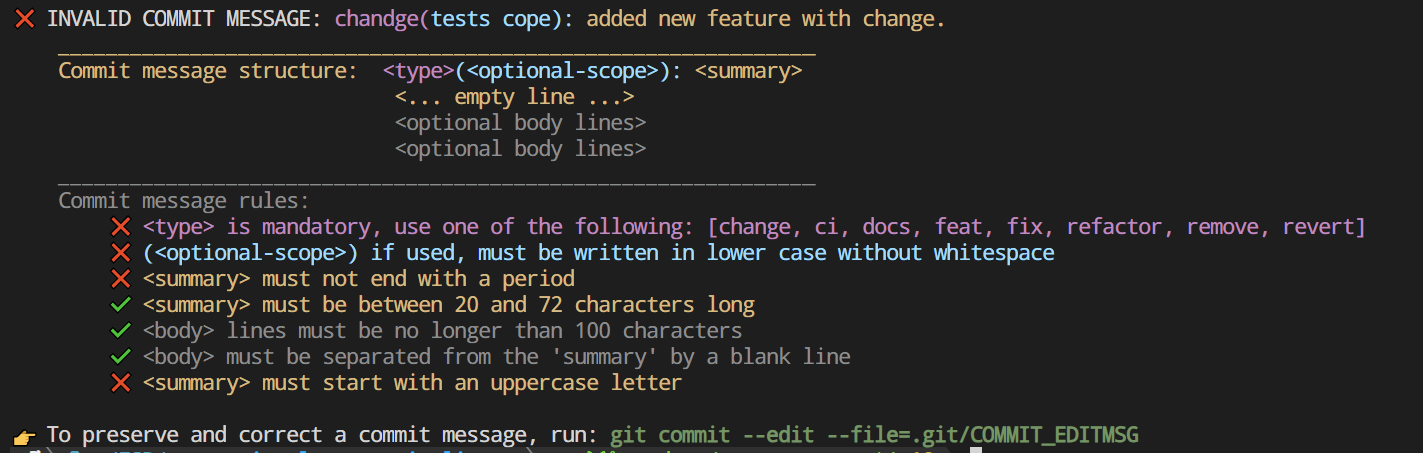 ❌ INVALID COMMIT MESSAGE: chandge(tests cope): added new feature with change.
Commit message structure: <type>(<optional-scope>): <summary>
<... empty line ...>
<optional body lines>
<optional body lines>
Commit message rules:
❌ <type> is mandatory, use one of the following: [change, ci, docs, feat, fix, refactor, remove, revert]
❌ (<optional-scope>) if used, must be written in lower case without whitespace
❌ <summary> must not end with a period
✓ <summary> must be between 20 and 72 characters long
✓ <body> lines must be no longer than 100 characters
✓ <body> must be separated from the 'summary' by a blank line
❌ <summary> must start with an uppercase letter
👉 To preserve and correct a commit message, run: git commit --edit --file=.git/COMMIT_EDITMSG